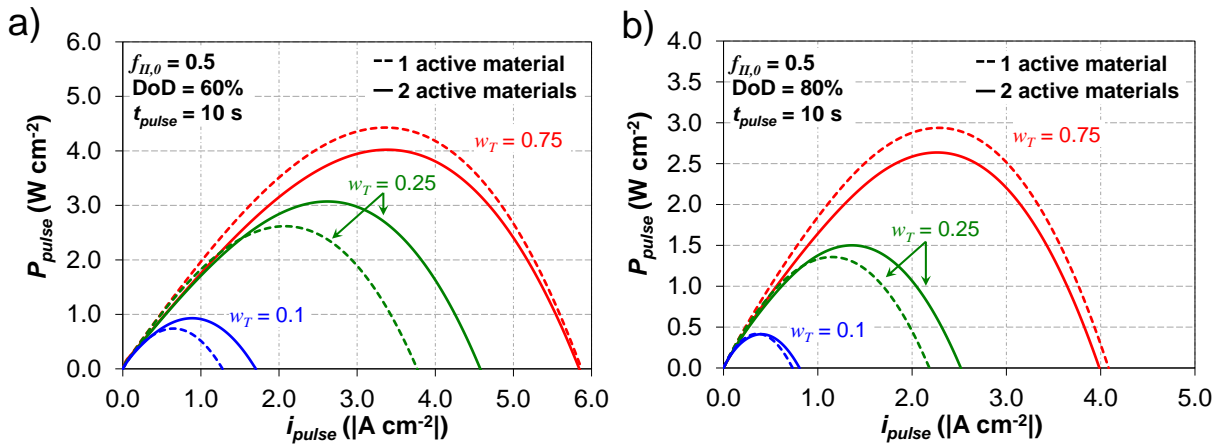 a)
6.0
5.0
4.0
3.0
2.0
1.0
0.0
P_pulse (W cm⁻²)
f_II,0 = 0.5
DoD = 60%
t_pulse = 10 s
1 active material
2 active materials
w_T = 0.75
w_T = 0.25
w_T = 0.1
0.0 1.0 2.0 3.0 4.0 5.0 6.0
i_pulse (|A cm⁻²|)
b)
4.0
3.5
3.0
2.5
2.0
1.5
1.0
0.5
0.0
P_pulse (W cm⁻²)
f_II,0 = 0.5
DoD = 80%
t_pulse = 10 s
1 active material
2 active materials
w_T = 0.75
w_T = 0.25
w_T = 0.1
0.0 1.0 2.0 3.0 4.0 5.0
i_pulse (|A cm⁻²|)